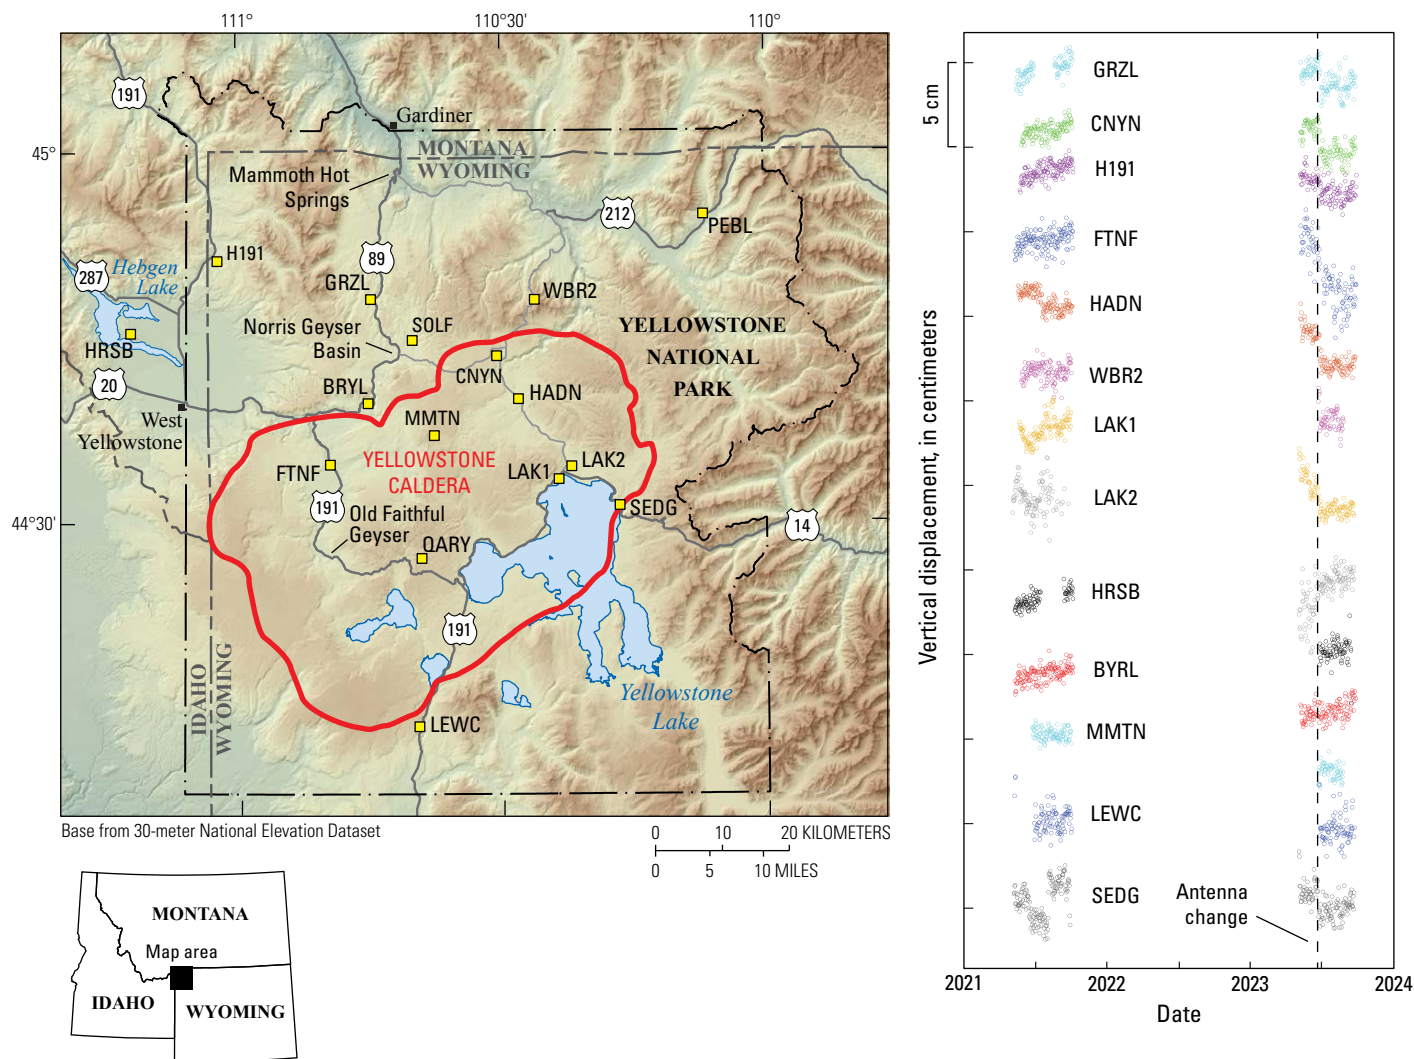 111°
110°30'
110°
191
Gardiner
45°
MONTANA
WYOMING
Mammoth Hot
Springs
212
PEBL
H191
89
287
Hebgen
Lake
GRZL
WBR2
Norris Geyser
Basin
SOLF
YELLOWSTONE
NATIONAL
PARK
HRSB
20
CNYN
BRYL
HADN
West
Yellowstone
MMTN
YELLOWSTONE
CALDERA
FTNF
LAK1
LAK2
191
SEDG
44°30'
Old Faithful
Geyser
14
QARY
191
IDAHO
WYOMING
Yellowstone
Lake
LEWC
Base from 30-meter National Elevation Dataset
0 10 20 KILOMETERS
0 5 10 MILES
MONTANA
Map area
IDAHO
WYOMING
5 cm
Vertical displacement, in centimeters
GRZL
CNYN
H191
FTNF
HADN
WBR2
LAK1
LAK2
HRSB
BYRL
MMTN
LEWC
SEDG
Antenna
change
2021 2022 2023 2024
Date